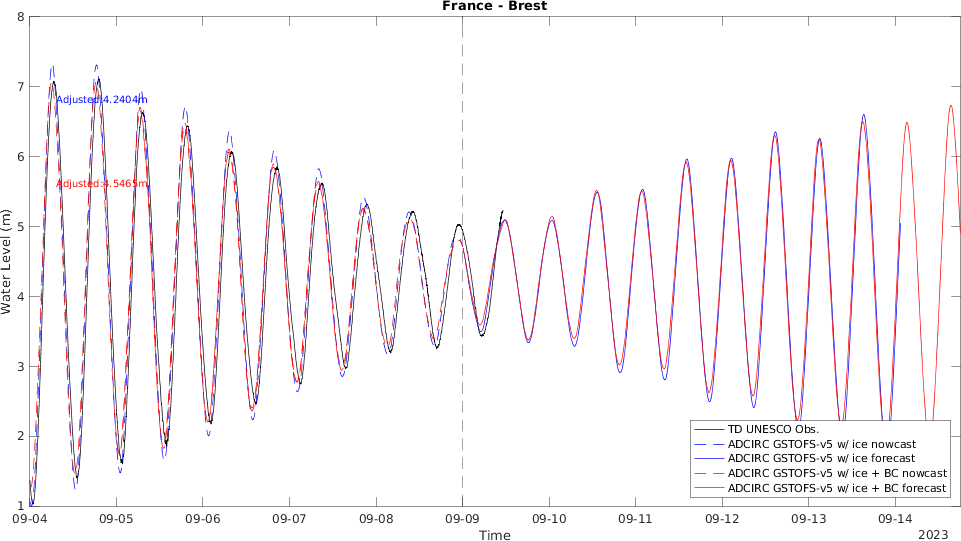 France - Brest
8
7
6
5
4
3
2
1
Water Level (m)
Adjusted:4.2404m
Adjusted:4.5465m
TD UNESCO Obs.
ADCIRC GSTOFS-v5 w/ ice nowcast
ADCIRC GSTOFS-v5 w/ ice forecast
ADCIRC GSTOFS-v5 w/ ice + BC nowcast
ADCIRC GSTOFS-v5 w/ ice + BC forecast
09-04 09-05 09-06 09-07 09-08 09-09 09-10 09-11 09-12 09-13 09-14
Time
2023